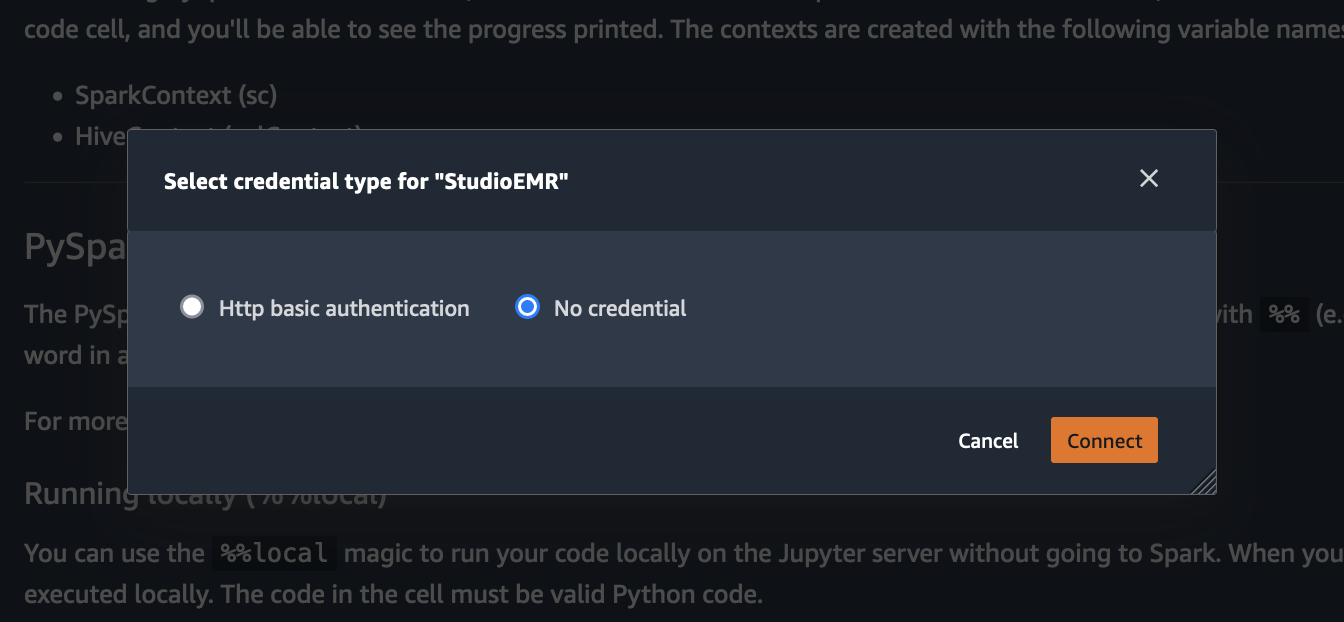 code cell, and you'll be able to see the progress printed. The contexts are created with the following variable names
SparkContext (sc)
Select credential type for "StudioEMR"
Http basic authentication No credential
with %% (e.
word in a
For more
Cancel Connect
Running locally (%%local)
You can use the %%local magic to run your code locally on the Jupyter server without going to Spark. When you
executed locally. The code in the cell must be valid Python code.